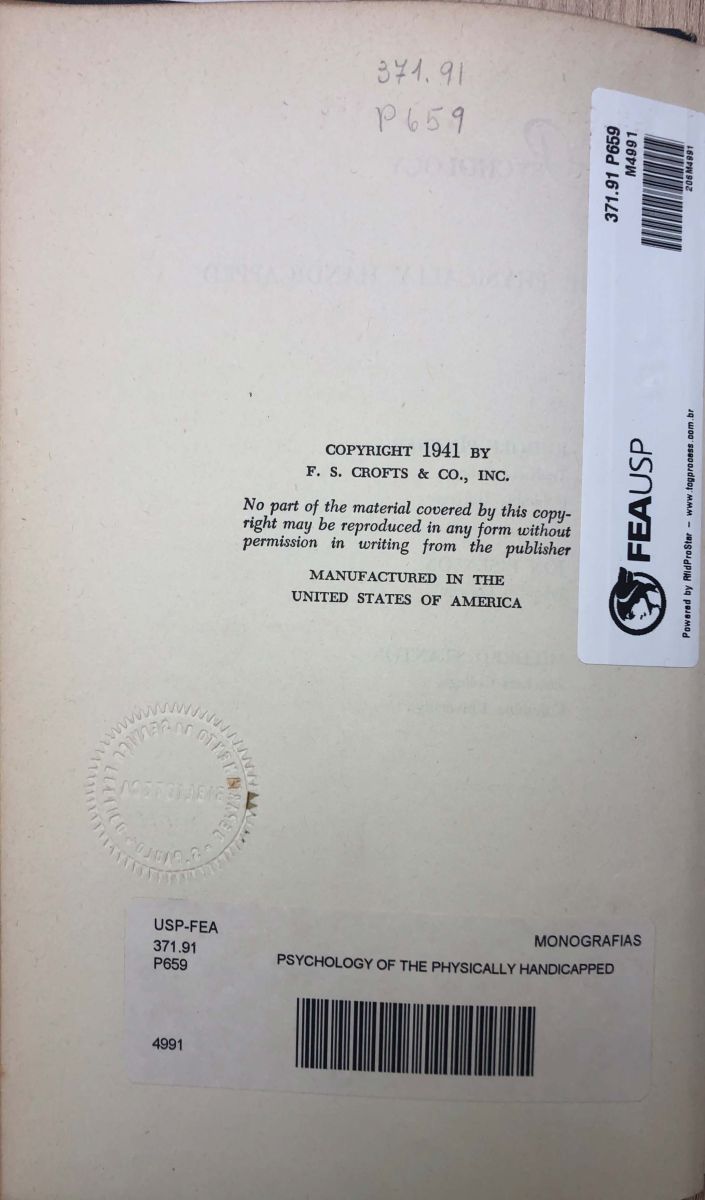 371.91
P659
371.91 P659
M4991
206M4991
FEAUSP
Powered by RfidProStar – www.tagprocess.com.br
COPYRIGHT 1941 BY
F. S. CROFTS & CO., INC.
No part of the material covered by this copy-
right may be reproduced in any form without
permission in writing from the publisher
MANUFACTURED IN THE
UNITED STATES OF AMERICA
USP-FEA
371.91
P659
4991
MONOGRAFIAS
PSYCHOLOGY OF THE PHYSICALLY HANDICAPPED